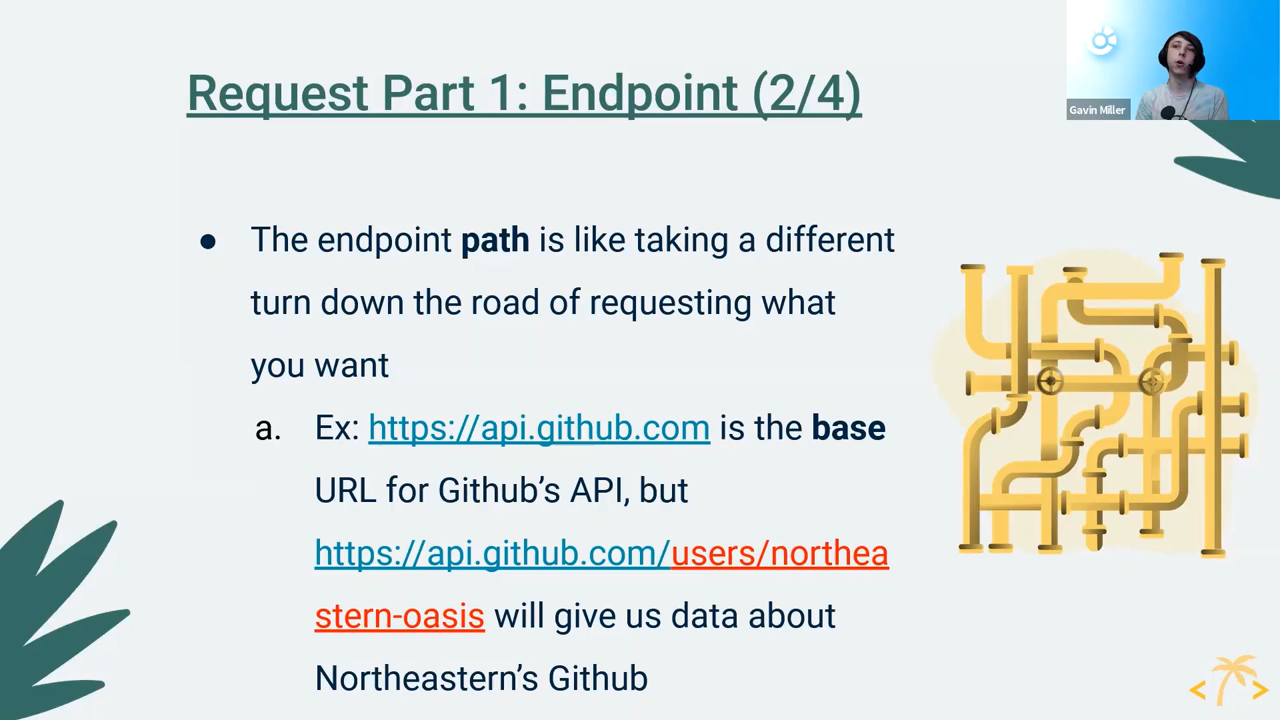 Request Part 1: Endpoint (2/4)
Gavin Miller
● The endpoint path is like taking a different
turn down the road of requesting what
you want
a. Ex: https://api.github.com is the base
URL for Github’s API, but
https://api.github.com/users/northea
stern-oasis will give us data about
Northeastern’s Github
< >